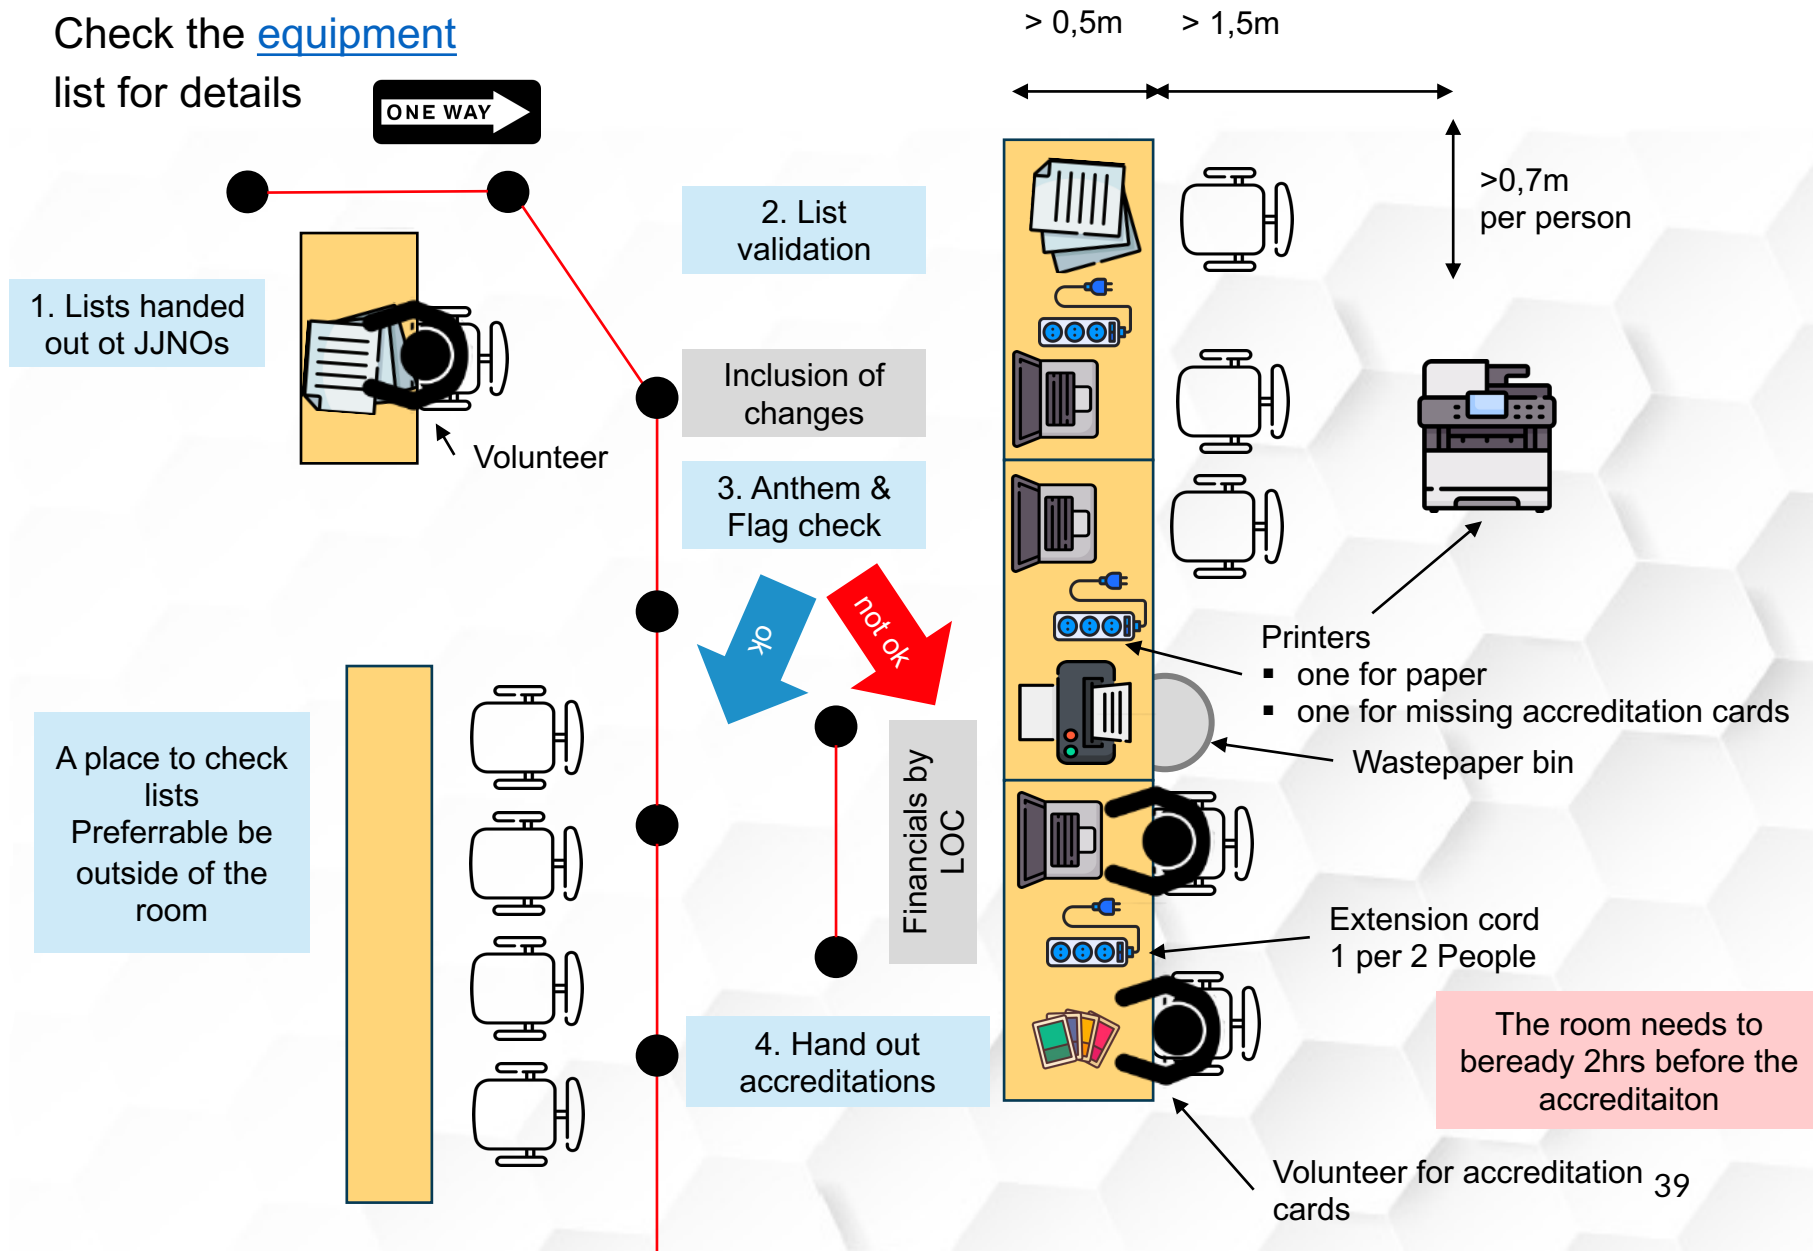 Check the equipment
list for details
ONE WAY
> 0,5m
> 1,5m
>0,7m
per person
1. Lists handed
out ot JJNOs
Volunteer
2. List
validation
Inclusion of
changes
3. Anthem &
Flag check
ok
not ok
Financials by
LOC
4. Hand out
accreditations
A place to check
lists
Preferrable be
outside of the
room
Printers
▪ one for paper
▪ one for missing accreditation cards
Wastepaper bin
Extension cord
1 per 2 People
The room needs to
beready 2hrs before the
accreditaiton
Volunteer for accreditation
cards
39